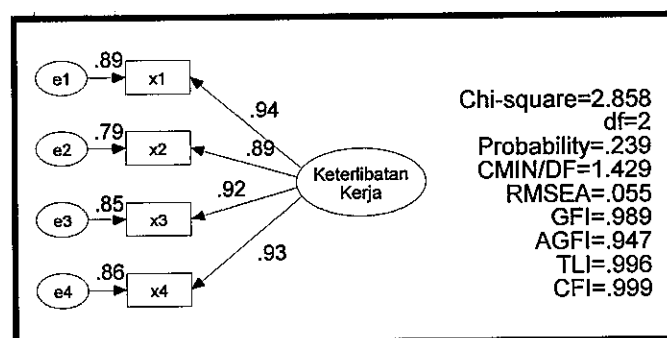 .89
e1
x1
.94
.79
e2
x2
.89
Keterlibatan
Kerja
.85
e3
x3
.92
.86
e4
x4
.93
Chi-square=2.858
df=2
Probability=.239
CMIN/DF=1.429
RMSEA=.055
GFI=.989
AGFI=.947
TLI=.996
CFI=.999